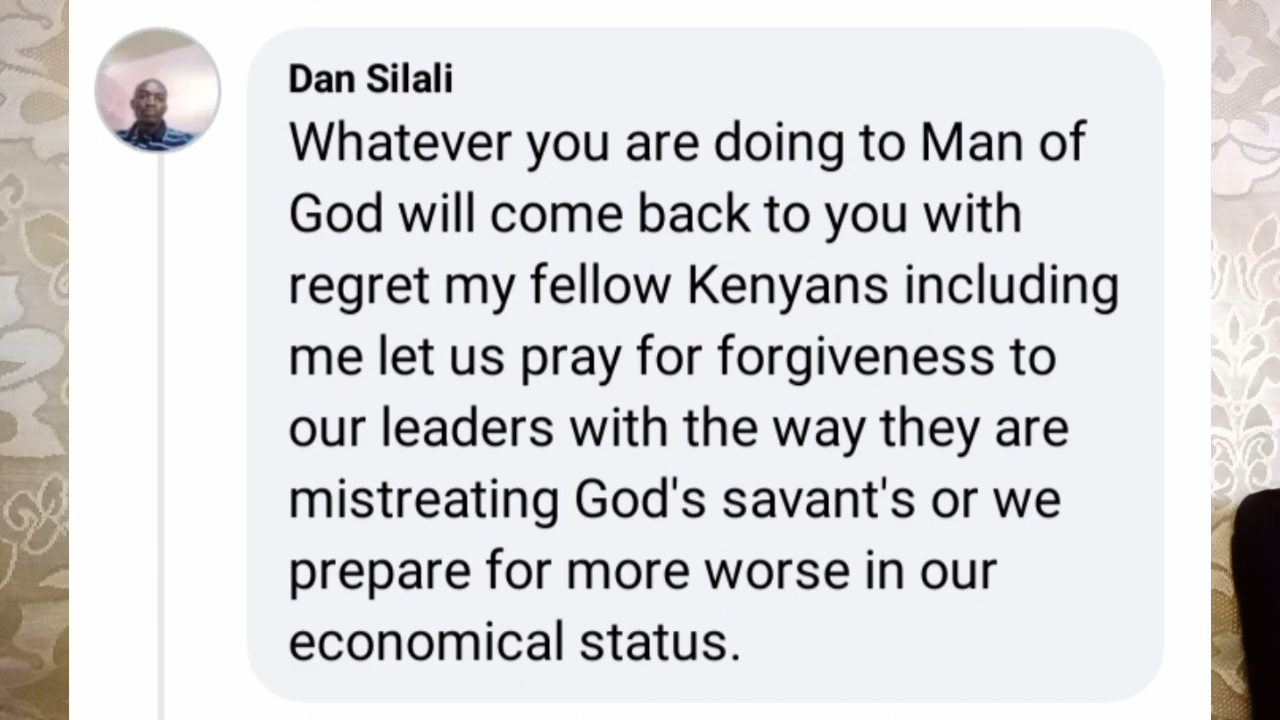 Dan Silali
Whatever you are doing to Man of
God will come back to you with
regret my fellow Kenyans including
me let us pray for forgiveness to
our leaders with the way they are
mistreating God's savant's or we
prepare for more worse in our
economical status.